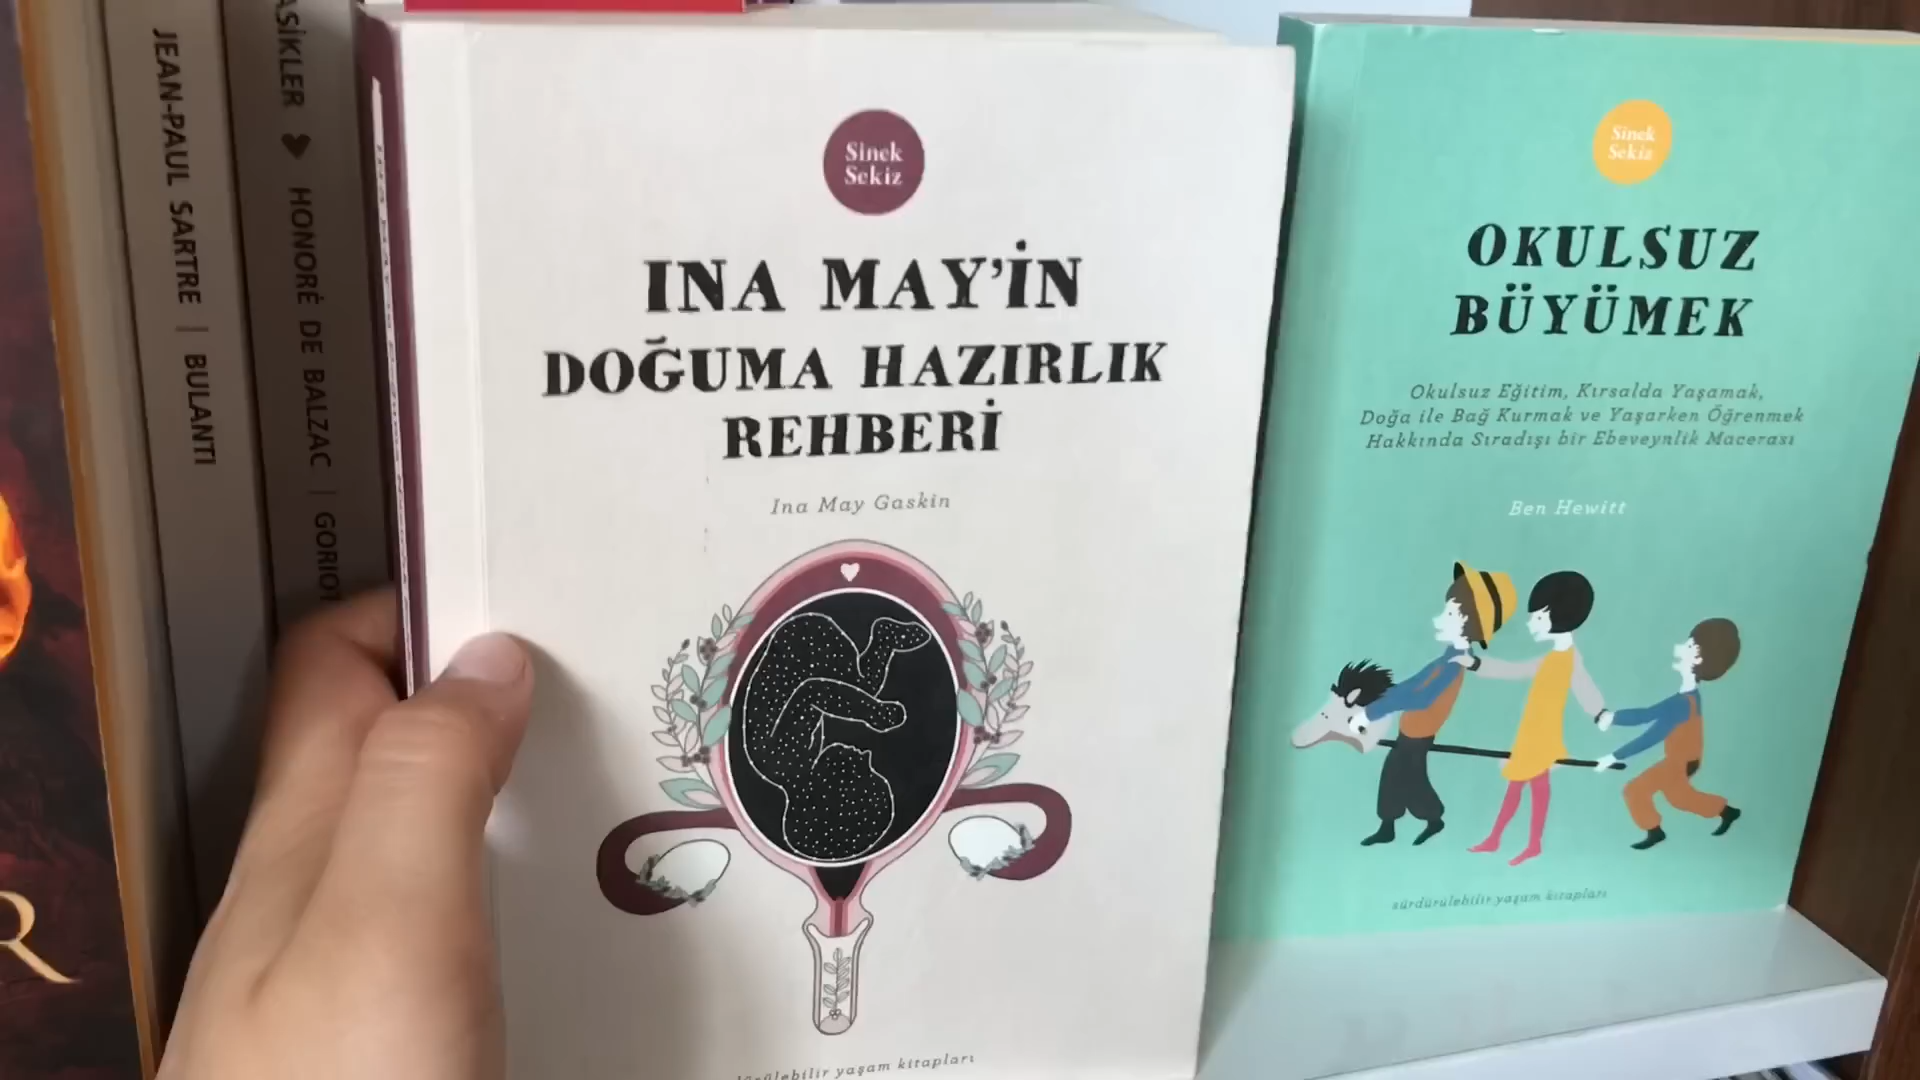 JEAN-PAUL SARTRE | BULANTI
HONORÉ DE BALZAC | GORIOT
Sinek
Sekiz
INA MAY'İN
DOĞUMA HAZIRLIK
REHBERİ
Ina May Gaskin
yaşam kitapları
Sinek
Sekiz
OKULSUZ
BÜYÜMEK
Okulsuz Eğitim, Kırsalda Yaşamak,
Doğa ile Bağ Kurmak ve Yaşarken Öğrenmek
Hakkında Sıradışı bir Ebeveynlik Macerası
Ben Hewitt
sürdürülebilir yaşam kitapları
R